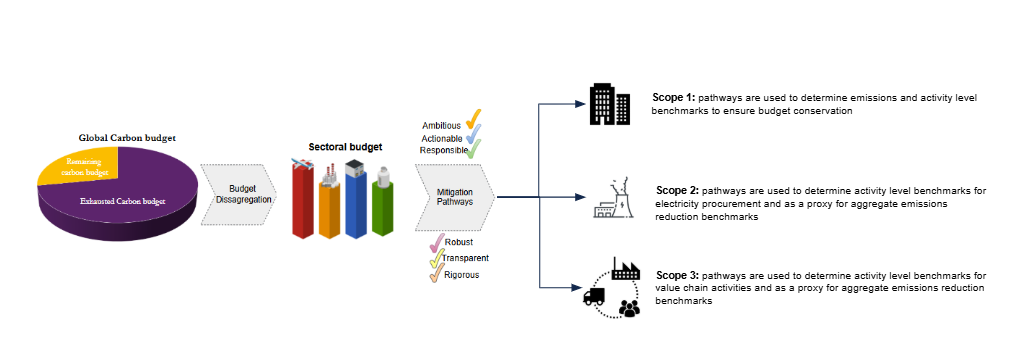 Global Carbon budget
Remaining
carbon budget
Exhausted Carbon budget
Budget
Dissagregation
Sectoral budget
Ambitious
Actionable
Responsible
Mitigation
Pathways
Robust
Transparent
Rigorous
Scope 1: pathways are used to determine emissions and activity level
benchmarks to ensure budget conservation
Scope 2: pathways are used to determine activity level benchmarks for
electricity procurement and as a proxy for aggregate emissions
reduction benchmarks
Scope 3: pathways are used to determine activity level benchmarks for
value chain activities and as a proxy for aggregate emissions reduction
benchmarks